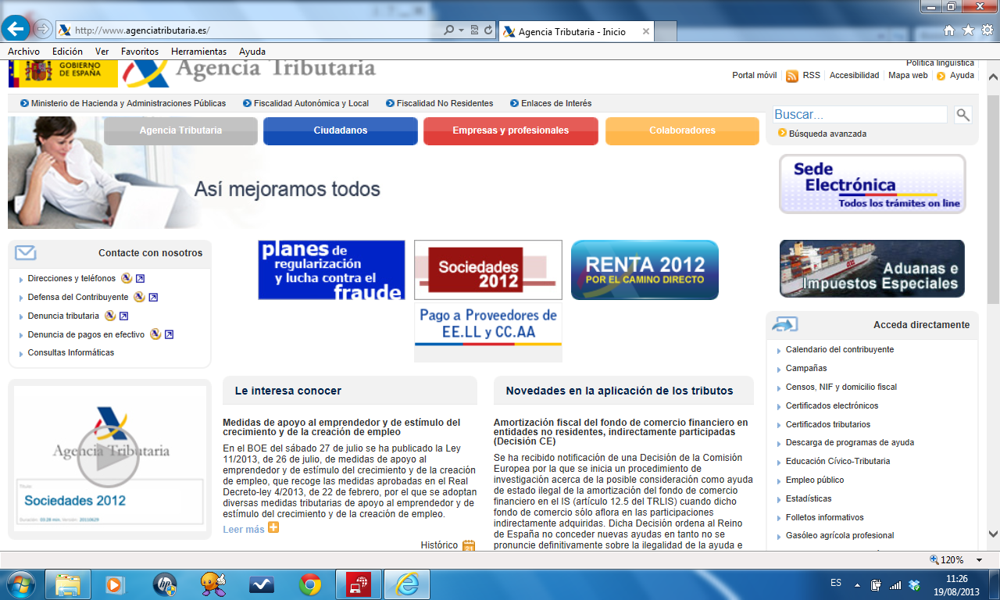 http://www.agenciatributaria.es/
Agencia Tributaria - Inicio
Archivo Edición Ver Favoritos Herramientas Ayuda
GOBIERNO
DE ESPAÑA
Agencia Tributaria
Política lingüística
Portal móvil RSS Accesibilidad Mapa web Ayuda
Ministerio de Hacienda y Administraciones Públicas Fiscalidad Autonómica y Local Fiscalidad No Residentes Enlaces de Interés
Buscar...
Búsqueda avanzada
Agencia Tributaria Ciudadanos Empresas y profesionales Colaboradores
Así mejoramos todos
Sede
Electrónica
Todos los trámites on line
Contacte con nosotros
Direcciones y teléfonos
Defensa del Contribuyente
Denuncia tributaria
Denuncia de pagos en efectivo
Consultas Informáticas
planes de
regularización
y lucha contra el
fraude
Sociedades
2012
RENTA 2012
POR EL CAMINO DIRECTO
Pago a Proveedores de
EE.LL y CC.AA
Aduanas e
Impuestos Especiales
Acceda directamente
Calendario del contribuyente
Campañas
Censos, NIF y domicilio fiscal
Certificados electrónicos
Certificados tributarios
Descarga de programas de ayuda
Educación Cívico-Tributaria
Empleo público
Estadísticas
Folletos informativos
Gasóleo agrícola profesional
Agencia Tributaria
Sociedades 2012
Le interesa conocer
Medidas de apoyo al emprendedor y de estímulo del
crecimiento y de la creación de empleo
En el BOE del sábado 27 de julio se ha publicado la Ley
11/2013, de 26 de julio, de medidas de apoyo al
emprendedor y de estímulo del crecimiento y de la creación
de empleo, que recoge las medidas aprobadas en el Real
Decreto-ley 4/2013, de 22 de febrero, por el que se adoptan
diversas medidas tributarias de apoyo al emprendedor y de
estímulo del crecimiento y de la creación de empleo.
Leer más
Histórico
Novedades en la aplicación de los tributos
Amortización fiscal del fondo de comercio financiero en
entidades no residentes, indirectamente participadas
(Decisión CE)
Se ha recibido notificación de una Decisión de la Comisión
Europea por la que se inicia un procedimiento de
investigación acerca de la posible consideración como ayuda
de estado ilegal de la amortización del fondo de comercio
financiero en el IS (artículo 12.5 del TRLIS) cuando dicho
fondo de comercio sólo aflora en las participaciones
indirectamente adquiridas. Dicha Decisión ordena al Reino
de España no conceder nuevas ayudas en tanto no se
pronuncie definitivamente sobre la ilegalidad de la ayuda e
120%
ES
11:26
19/08/2013